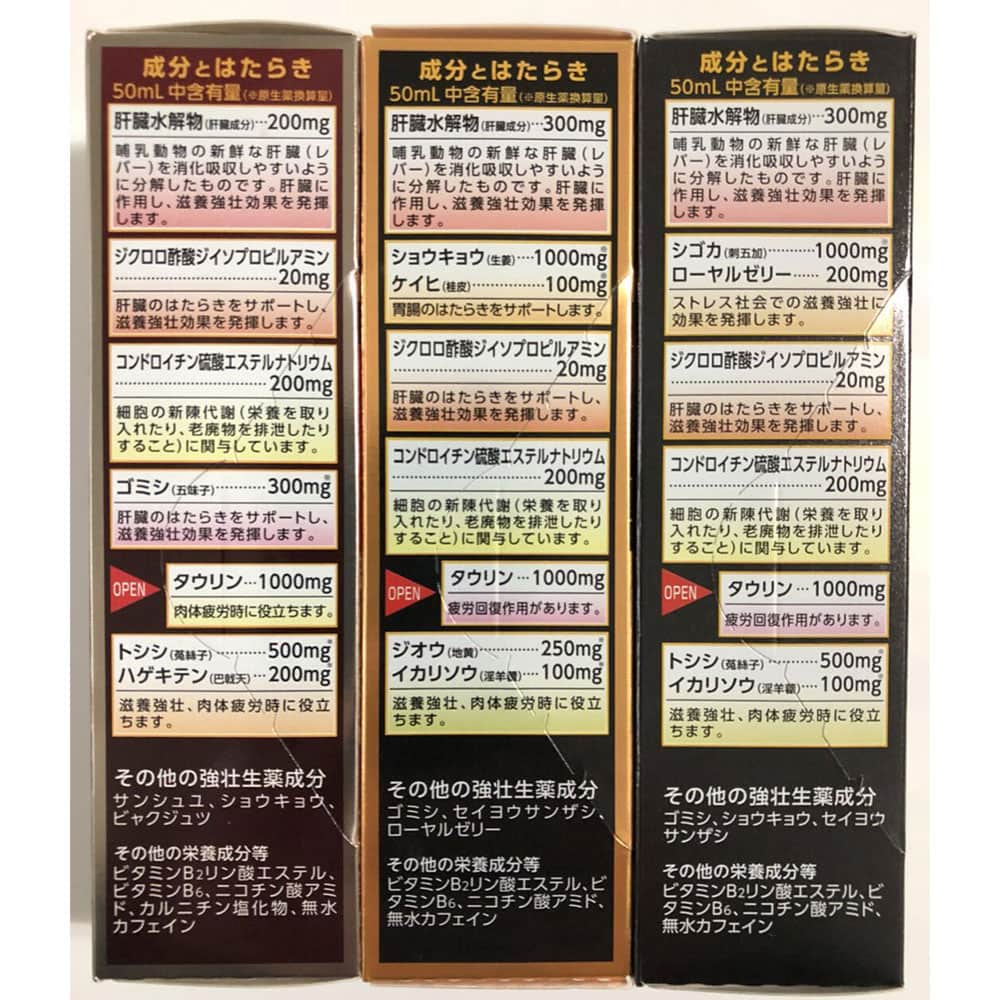 成分とはたらき
50mL 中含有量(※原生薬換算量)
肝臓水解物(肝臓成分)…200mg
哺乳動物の新鮮な肝臓(レ
バー)を消化吸収しやすいよう
に分解したものです。肝臓に
作用し、滋養強壮効果を発揮
します。
ジクロロ酢酸ジイソプロピルアミン
……………………20mg
肝臓のはたらきをサポートし、
滋養強壮効果を発揮します。
コンドロイチン硫酸エステルナトリウム
……………………200mg
細胞の新陳代謝(栄養を取り
入れたり、老廃物を排泄したり
すること)に関与しています。
ゴミシ(五味子)………300mg※
肝臓のはたらきをサポートし、
滋養強壮効果を発揮します。
OPEN
タウリン…1000mg
肉体疲労時に役立ちます。
トシシ(菟絲子)………500mg※
ハゲキテン(巴戟天)…200mg※
滋養強壮、肉体疲労時に役立
ちます。
その他の強壮生薬成分
サンシュユ、ショウキョウ、
ビャクジュツ
その他の栄養成分等
ビタミンB2リン酸エステル、
ビタミンB6、ニコチン酸アミ
ド、カルニチン塩化物、無水
カフェイン
成分とはたらき
50mL 中含有量(※原生薬換算量)
肝臓水解物(肝臓成分)…300mg
哺乳動物の新鮮な肝臓(レ
バー)を消化吸収しやすいよう
に分解したものです。肝臓に
作用し、滋養強壮効果を発揮
します。
ショウキョウ(生姜)…1000mg※
ケイヒ(桂皮)…………100mg※
胃腸のはたらきをサポートします。
ジクロロ酢酸ジイソプロピルアミン
……………………20mg
肝臓のはたらきをサポートし、
滋養強壮効果を発揮します。
コンドロイチン硫酸エステルナトリウム
……………………200mg
細胞の新陳代謝(栄養を取り
入れたり、老廃物を排泄したり
すること)に関与しています。
OPEN
タウリン…1000mg
疲労回復作用があります。
ジオウ(地黄)…………250mg※
イカリソウ(淫羊藿)…100mg※
滋養強壮、肉体疲労時に役立
ちます。
その他の強壮生薬成分
ゴミシ、セイヨウサンザシ、
ローヤルゼリー
その他の栄養成分等
ビタミンB2リン酸エステル、ビ
タミンB6、ニコチン酸アミド、
無水カフェイン
成分とはたらき
50mL 中含有量(※原生薬換算量)
肝臓水解物(肝臓成分)…300mg
哺乳動物の新鮮な肝臓(レ
バー)を消化吸収しやすいよう
に分解したものです。肝臓に
作用し、滋養強壮効果を発揮
します。
シゴカ(刺五加)………1000mg※
ローヤルゼリー…… 200mg
ストレス社会での滋養強壮に
効果を発揮します。
ジクロロ酢酸ジイソプロピルアミン
……………………20mg
肝臓のはたらきをサポートし、
滋養強壮効果を発揮します。
コンドロイチン硫酸エステルナトリウム
……………………200mg
細胞の新陳代謝(栄養を取り
入れたり、老廃物を排泄したり
すること)に関与しています。
OPEN
タウリン…1000mg
疲労回復作用があります。
トシシ(菟絲子)………500mg※
イカリソウ(淫羊藿)…100mg※
滋養強壮、肉体疲労時に役立
ちます。
その他の強壮生薬成分
ゴミシ、ショウキョウ、セイヨウ
サンザシ
その他の栄養成分等
ビタミンB2リン酸エステル、ビ
タミンB6、ニコチン酸アミド、
無水カフェイン